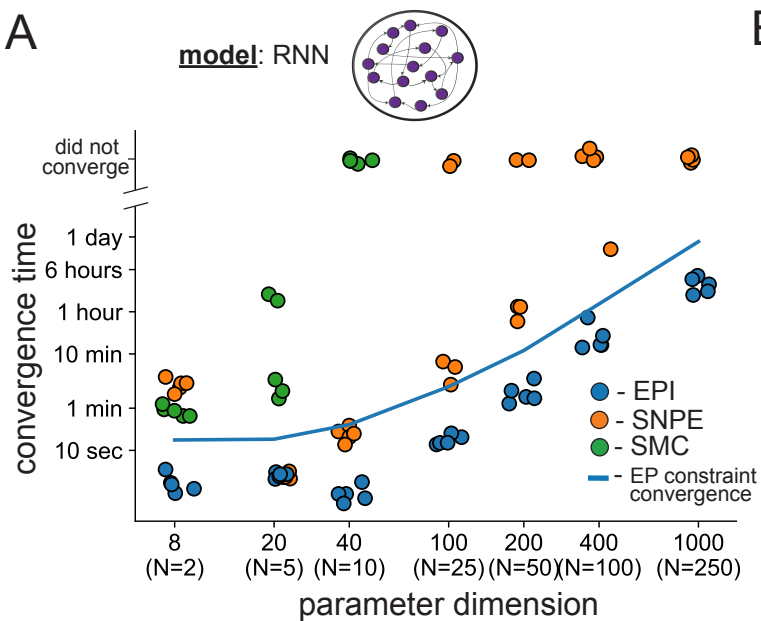 A
model: RNN
did not
converge
1 day
6 hours
1 hour
10 min
1 min
10 sec
convergence time
- EPI
- SNPE
- SMC
- EP constraint
convergence
8 20 40 100 200 400 1000
(N=2) (N=5) (N=10) (N=25) (N=50) (N=100) (N=250)
parameter dimension